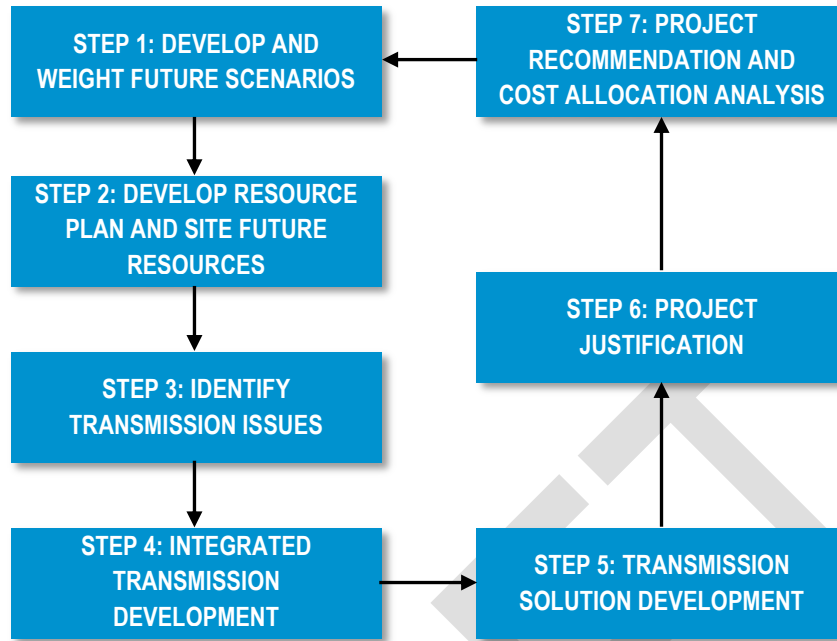 STEP 1: DEVELOP AND
WEIGHT FUTURE SCENARIOS
STEP 2: DEVELOP RESOURCE
PLAN AND SITE FUTURE
RESOURCES
STEP 3: IDENTIFY
TRANSMISSION ISSUES
STEP 4: INTEGRATED
TRANSMISSION
DEVELOPMENT
STEP 5: TRANSMISSION
SOLUTION DEVELOPMENT
STEP 6: PROJECT
JUSTIFICATION
STEP 7: PROJECT
RECOMMENDATION AND
COST ALLOCATION ANALYSIS